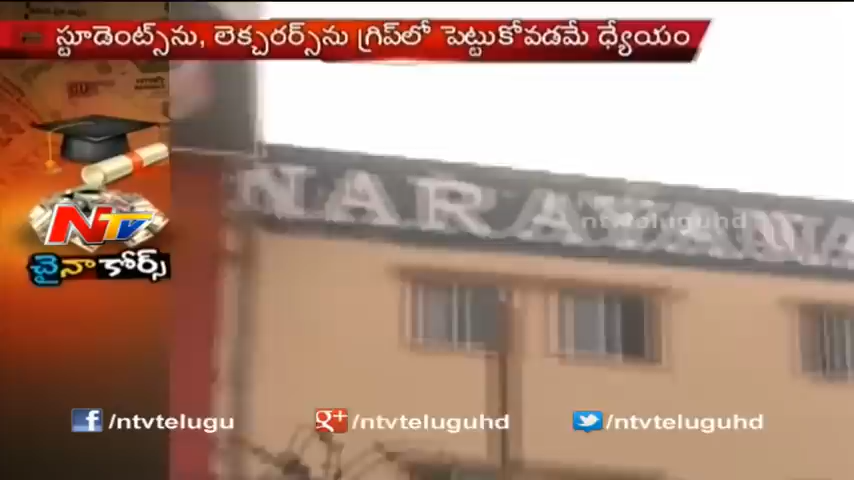 స్టూడెంట్స్‌ను, లెక్చరర్స్‌ను గ్రిప్‌లో పెట్టుకోవడమే ధ్యేయం
NARAYANA
ntvteluguhd
NTV
చైనా కోర్స్
/ntvtelugu
/ntvteluguhd
/ntvteluguhd